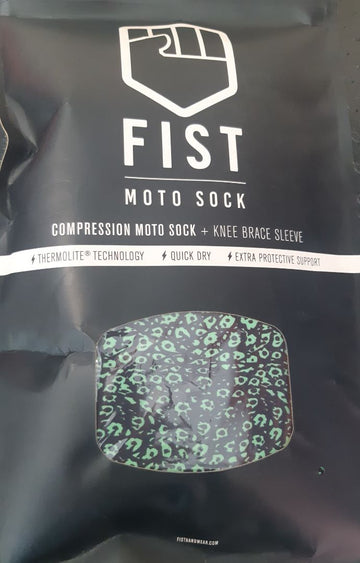 FIST
MOTO SOCK
COMPRESSION MOTO SOCK + KNEE BRACE SLEEVE
THERMOLITE® TECHNOLOGY QUICK DRY EXTRA PROTECTIVE SUPPORT
FISTHANDWEAR.COM